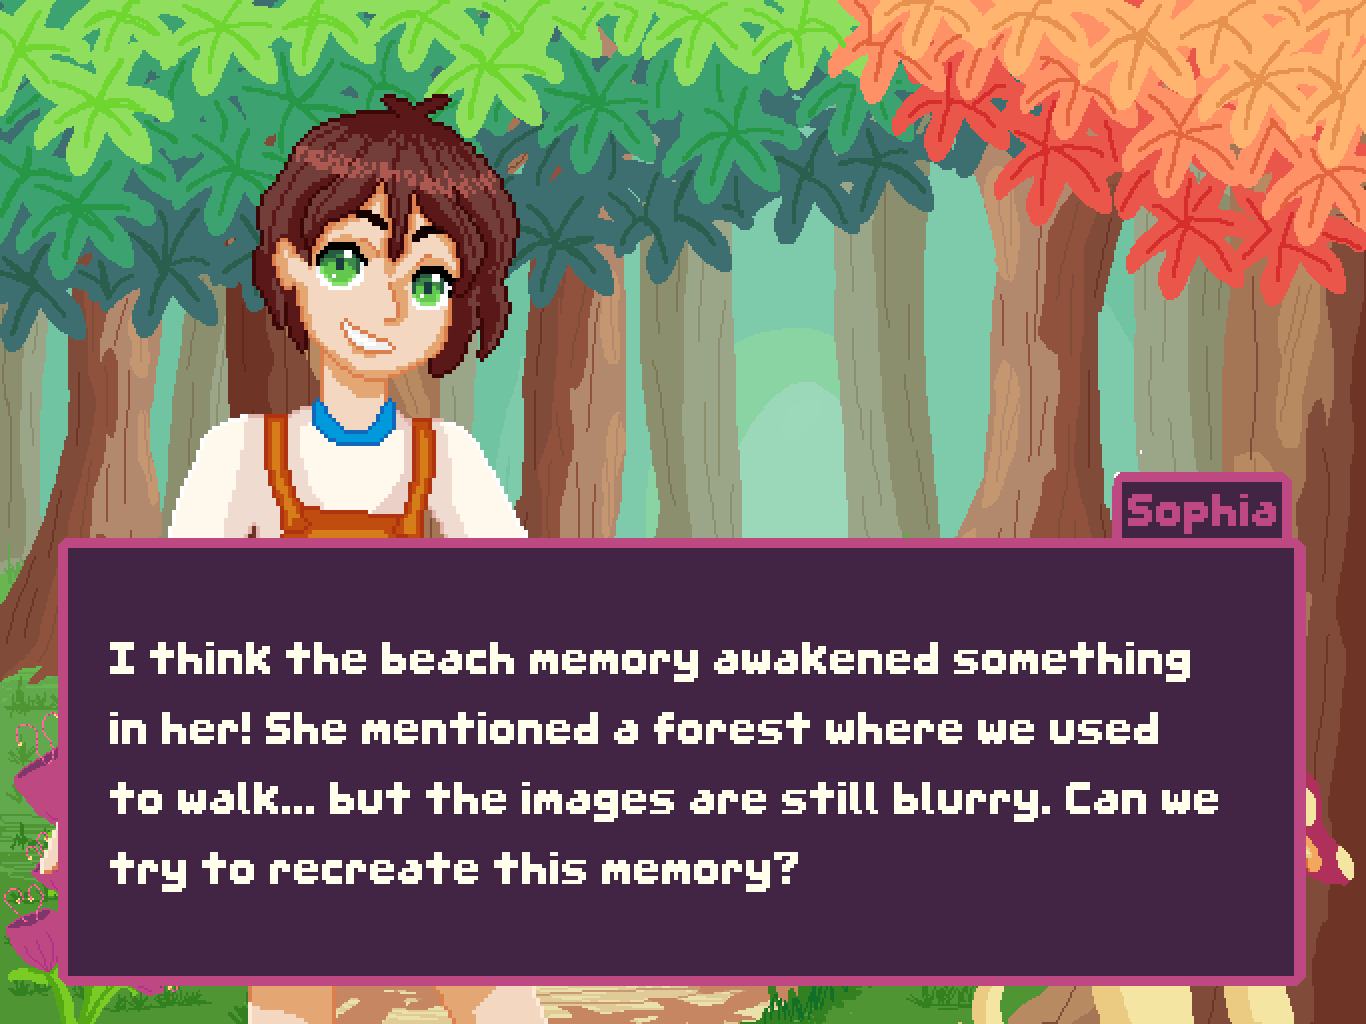 Sophia
I think the beach memory awakened something
in her! She mentioned a forest where we used
to walk... but the images are still blurry. Can we
try to recreate this memory?